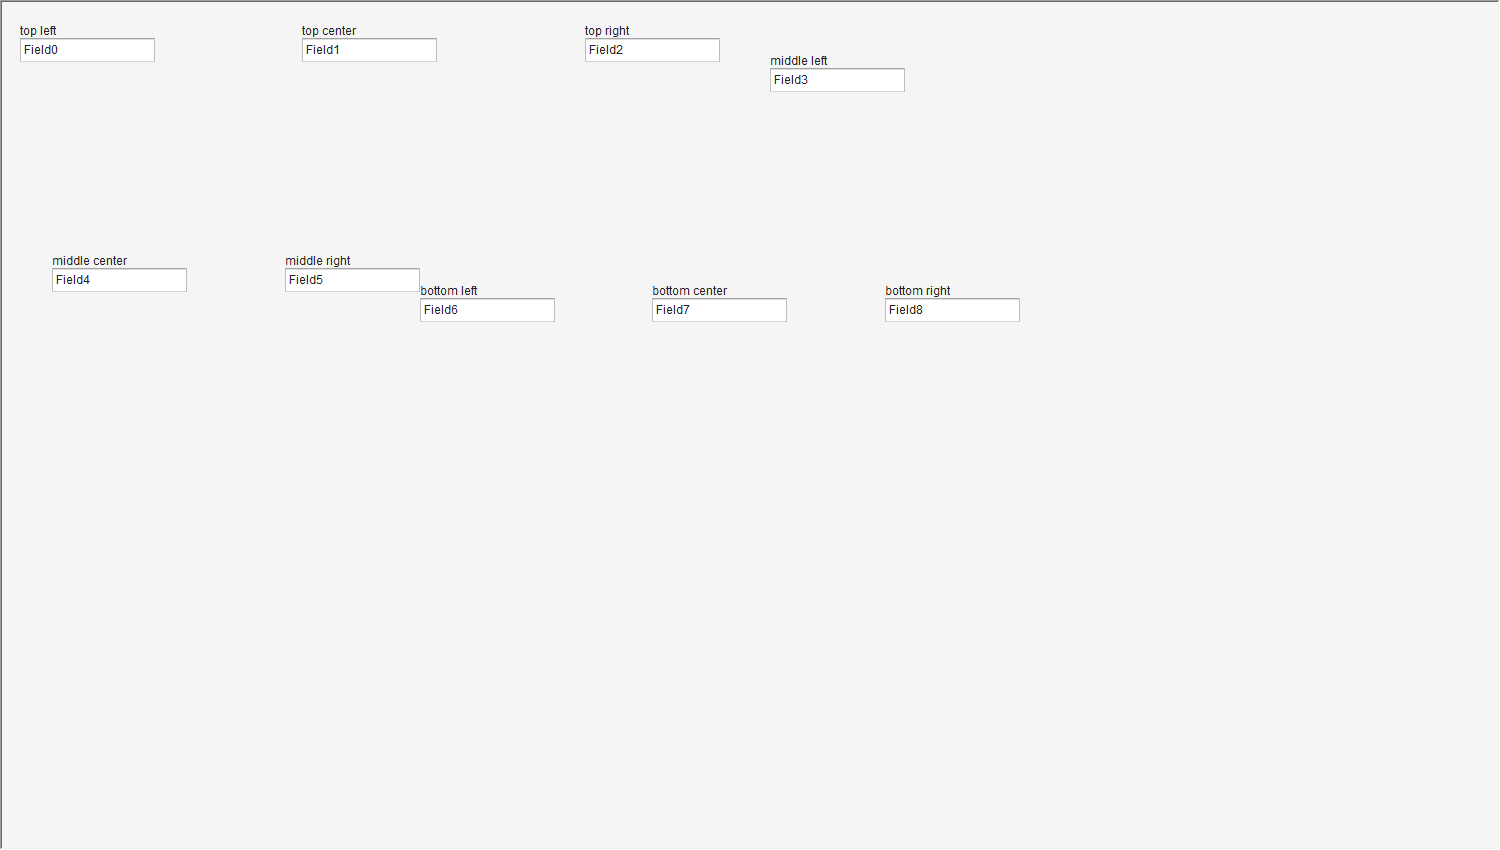 top left
Field0
top center
Field1
top right
Field2
middle left
Field3
middle center
Field4
middle right
Field5
bottom left
Field6
bottom center
Field7
bottom right
Field8